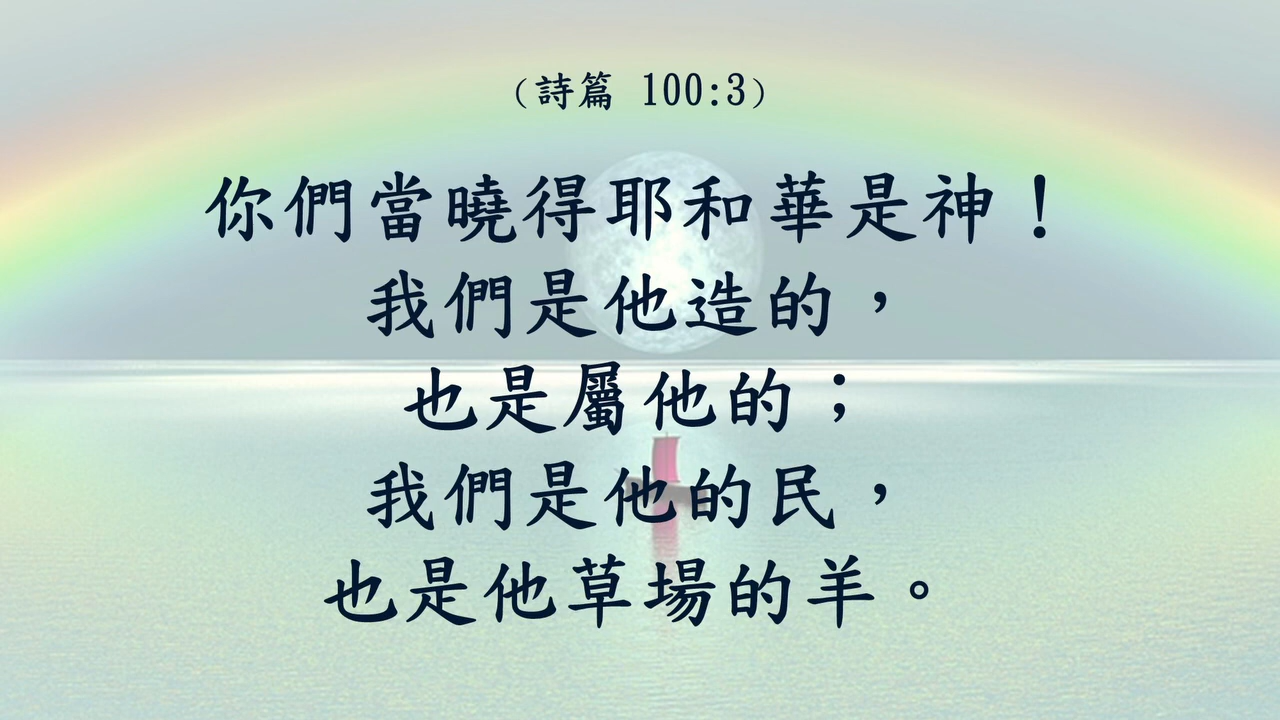 （詩篇 100:3）
你們當曉得耶和華是神！
我們是他造的，
也是屬他的；
我們是他的民，
也是他草場的羊。